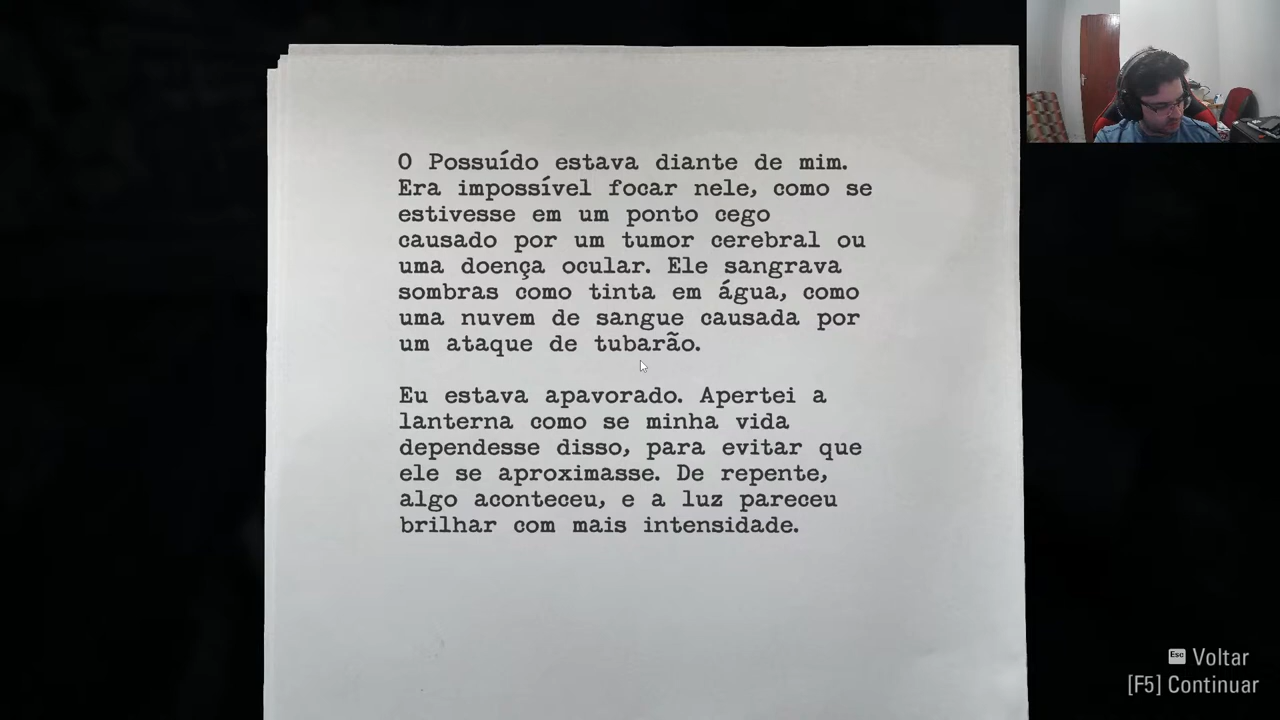 O Possuído estava diante de mim.
Era impossível focar nele, como se
estivesse em um ponto cego
causado por um tumor cerebral ou
uma doença ocular. Ele sangrava
sombras como tinta em água, como
uma nuvem de sangue causada por
um ataque de tubarão.
Eu estava apavorado. Apertei a
lanterna como se minha vida
dependesse disso, para evitar que
ele se aproximasse. De repente,
algo aconteceu, e a luz pareceu
brilhar com mais intensidade.
Esc Voltar
[F5] Continuar